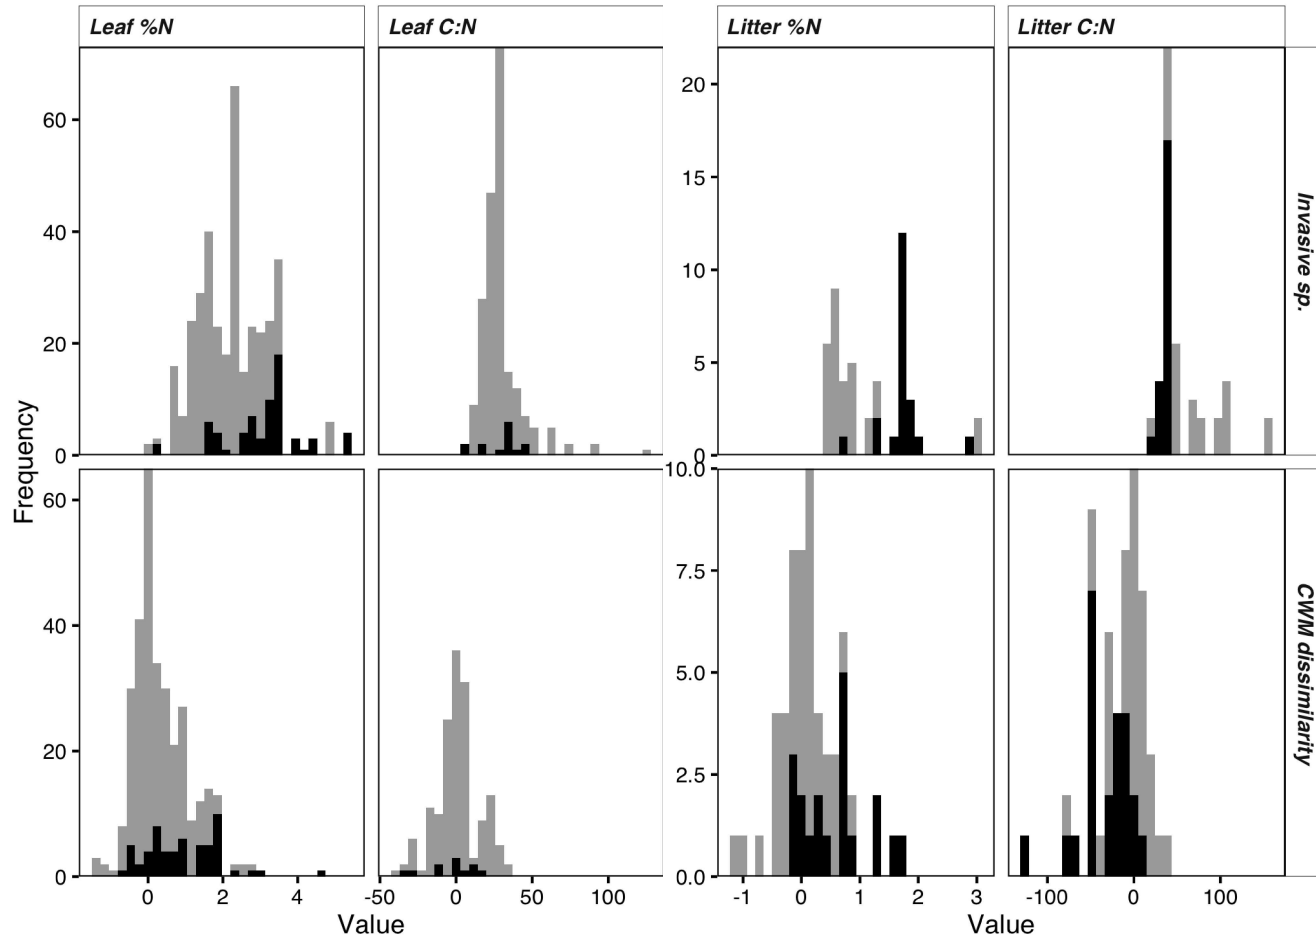 Leaf %N
Leaf C:N
Litter %N
Litter C:N
60
40
20
0
20
15
10
5
0
Invasive sp.
Frequency
60
40
20
0
10.0
7.5
5.0
2.5
0.0
CWM dissimilarity
0 2 4
-50 0 50 100
-1 0 1 2 3
-100 0 100
Value
Value